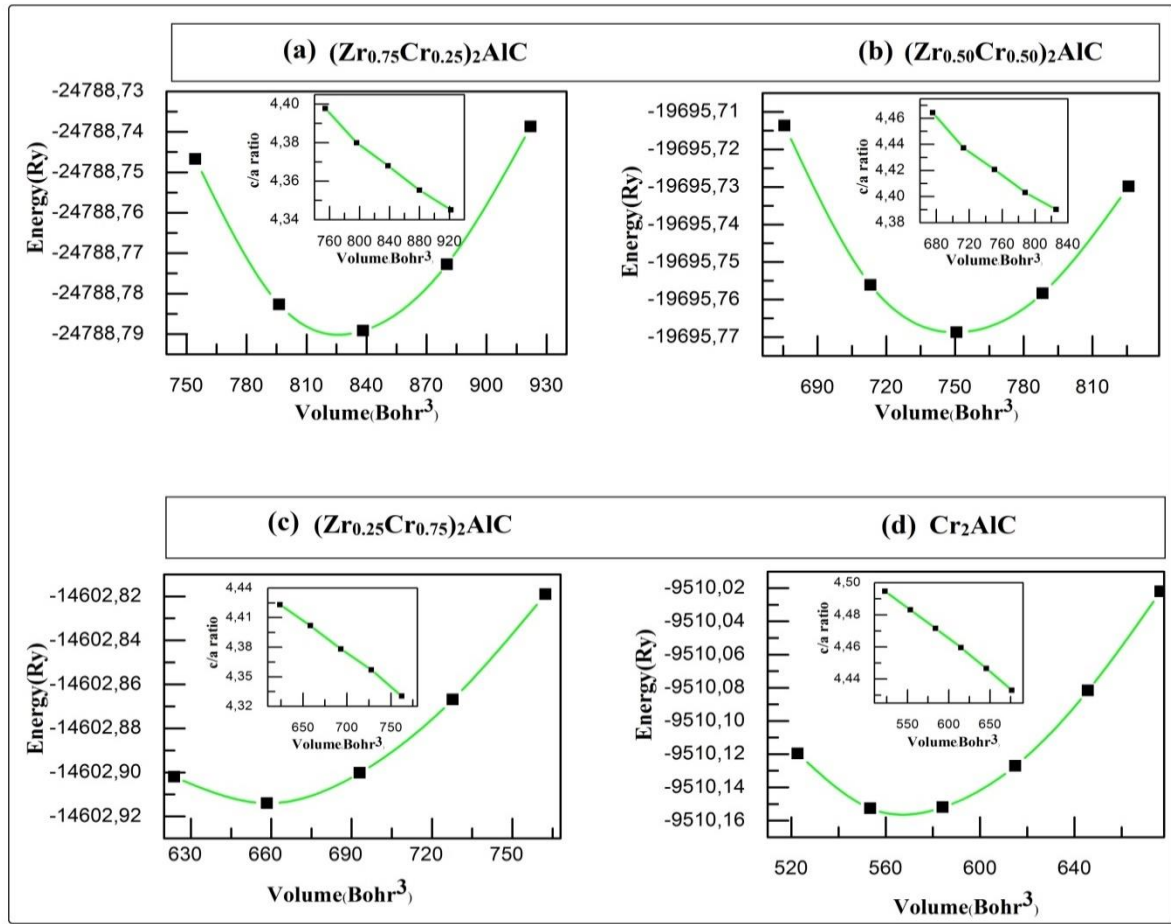 (a) (Zr₀.₇₅Cr₀.₂₅)₂AlC
(b) (Zr₀.₅₀Cr₀.₅₀)₂AlC
-24788,73
-24788,74
-24788,75
-24788,76
-24788,77
-24788,78
-24788,79
Energy(Ry)
750 780 810 840 870 900 930
Volume(Bohr³)
4,40
4,38
4,36
4,34
c/a ratio
760 800 840 880 920
Volume(Bohr³)
-19695,71
-19695,72
-19695,73
-19695,74
-19695,75
-19695,76
-19695,77
Energy(Ry)
690 720 750 780 810
Volume(Bohr³)
4,46
4,44
4,42
4,40
4,38
c/a ratio
680 720 760 800 840
Volume(Bohr³)
(c) (Zr₀.₂₅Cr₀.₇₅)₂AlC
(d) Cr₂AlC
-14602,82
-14602,84
-14602,86
-14602,88
-14602,90
-14602,92
Energy(Ry)
630 660 690 720 750
Volume(Bohr³)
4,44
4,41
4,38
4,35
4,32
c/a ratio
650 700 750
Volume(Bohr³)
-9510,02
-9510,04
-9510,06
-9510,08
-9510,10
-9510,12
-9510,14
-9510,16
Energy(Ry)
520 560 600 640
Volume(Bohr³)
4,50
4,48
4,46
4,44
c/a ratio
550 600 650
Volume(Bohr³)